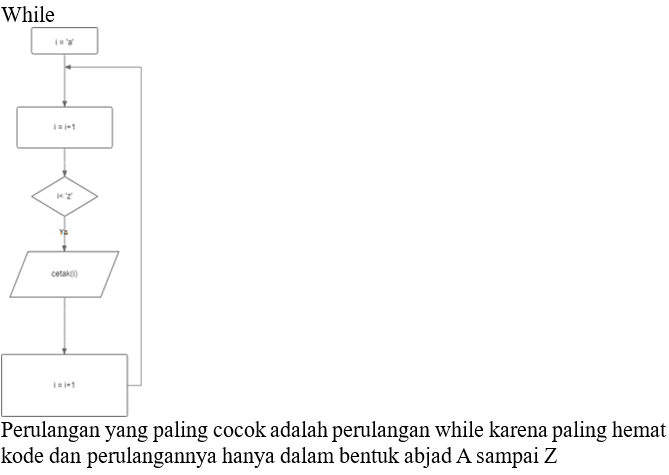 While
i = 'a'
i = i+1
i< 'z'
Ya
cetak(i)
i = i+1
Perulangan yang paling cocok adalah perulangan while karena paling hemat
kode dan perulangannya hanya dalam bentuk abjad A sampai Z